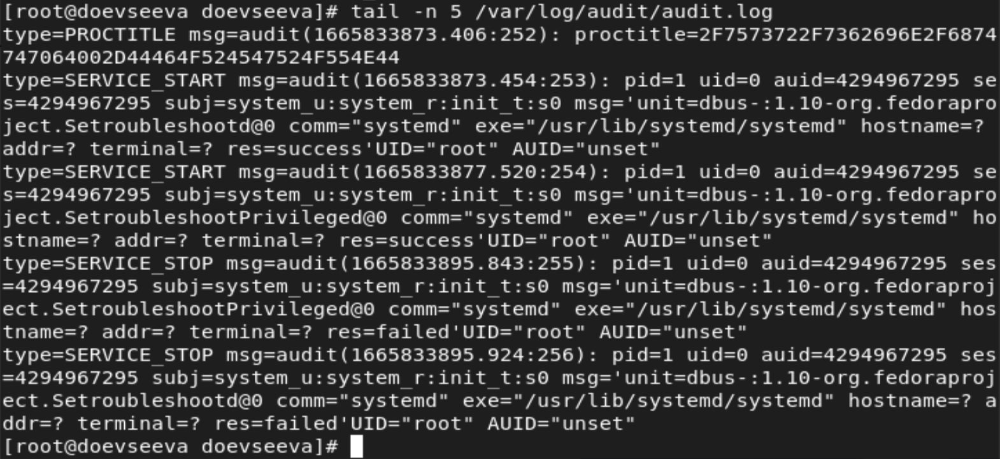 [root@doevseeva doevseeva]# tail -n 5 /var/log/audit/audit.log
type=PROCTITLE msg=audit(1665833873.406:252): proctitle=2F7573722F7362696E2F6874
747064002D44464F524547524F554E44
type=SERVICE_START msg=audit(1665833873.454:253): pid=1 uid=0 auid=4294967295 se
s=4294967295 subj=system_u:system_r:init_t:s0 msg='unit=dbus-:1.10-org.fedorapro
ject.Setroubleshootd@0 comm="systemd" exe="/usr/lib/systemd/systemd" hostname=?
addr=? terminal=? res=success'UID="root" AUID="unset"
type=SERVICE_START msg=audit(1665833877.520:254): pid=1 uid=0 auid=4294967295 se
s=4294967295 subj=system_u:system_r:init_t:s0 msg='unit=dbus-:1.10-org.fedorapro
ject.SetroubleshootPrivileged@0 comm="systemd" exe="/usr/lib/systemd/systemd" ho
stname=? addr=? terminal=? res=success'UID="root" AUID="unset"
type=SERVICE_STOP msg=audit(1665833895.843:255): pid=1 uid=0 auid=4294967295 ses
=4294967295 subj=system_u:system_r:init_t:s0 msg='unit=dbus-:1.10-org.fedoraproj
ect.SetroubleshootPrivileged@0 comm="systemd" exe="/usr/lib/systemd/systemd" hos
tname=? addr=? terminal=? res=failed'UID="root" AUID="unset"
type=SERVICE_STOP msg=audit(1665833895.924:256): pid=1 uid=0 auid=4294967295 ses
=4294967295 subj=system_u:system_r:init_t:s0 msg='unit=dbus-:1.10-org.fedoraproj
ect.Setroubleshootd@0 comm="systemd" exe="/usr/lib/systemd/systemd" hostname=? a
ddr=? terminal=? res=failed'UID="root" AUID="unset"
[root@doevseeva doevseeva]#